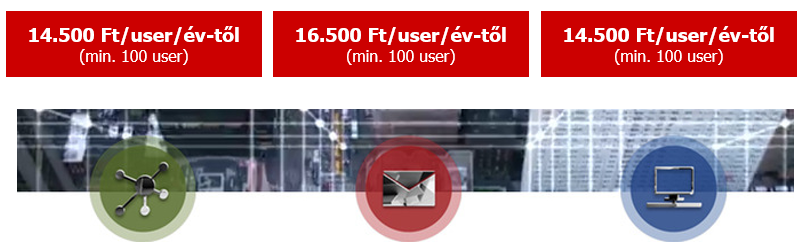 14.500 Ft/user/év-től
(min. 100 user)
16.500 Ft/user/év-től
(min. 100 user)
14.500 Ft/user/év-től
(min. 100 user)